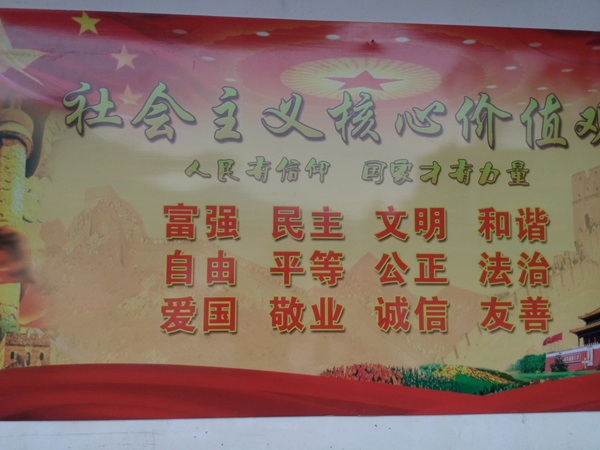 社会主义核心价值观
人民有信仰 国家才有力量
富强 民主 文明 和谐
自由 平等 公正 法治
爱国 敬业 诚信 友善